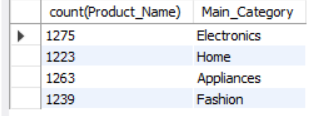 count(Product_Name) Main_Category
1275 Electronics
1223 Home
1263 Appliances
1239 Fashion